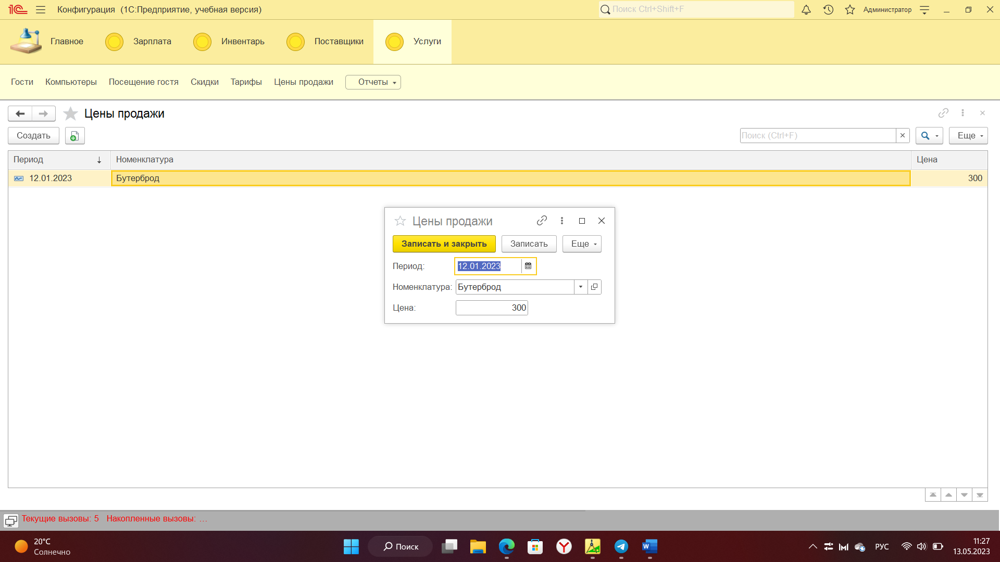 1С Конфигурация (1С:Предприятие, учебная версия) Поиск Ctrl+Shift+F Администратор
Главное Зарплата Инвентарь Поставщики Услуги
Гости Компьютеры Посещение гостя Скидки Тарифы Цены продажи Отчеты
Цены продажи
Создать Поиск (Ctrl+F) Еще
Период Номенклатура Цена
12.01.2023 Бутерброд 300
Цены продажи
Записать и закрыть Записать Еще
Период: 12.01.2023
Номенклатура: Бутерброд
Цена: 300
Текущие вызовы: 5 Накопленные вызовы: ...
20°C
Солнечно
Поиск
РУС
11:27
13.05.2023